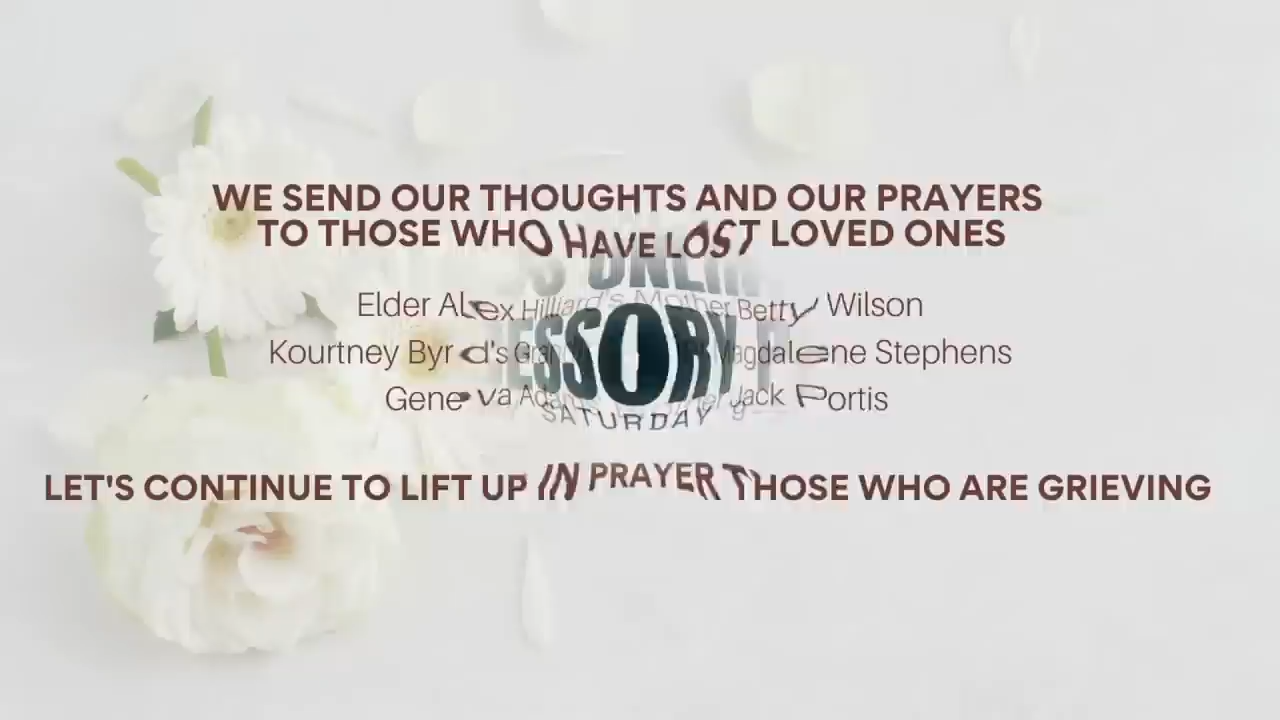 WE SEND OUR THOUGHTS AND OUR PRAYERS
TO THOSE WHO HAVE LOST LOVED ONES
Elder Alex Hilliard's Mother Betty Wilson
Kourtney Byrd's Magdalene Stephens
Geneva Jack Portis
SATURDAY
LET'S CONTINUE TO LIFT UP IN PRAYER THOSE WHO ARE GRIEVING